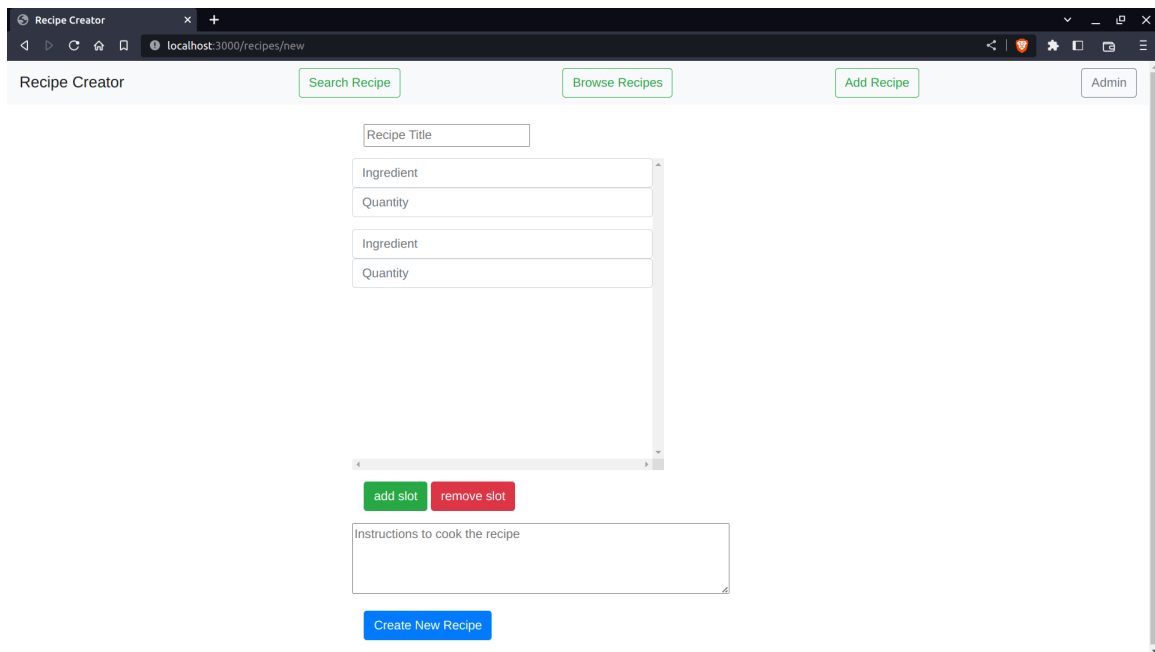 Recipe Creator
localhost:3000/recipes/new
Recipe Creator Search Recipe Browse Recipes Add Recipe Admin
Recipe Title
Ingredient
Quantity
Ingredient
Quantity
add slot remove slot
Instructions to cook the recipe
Create New Recipe